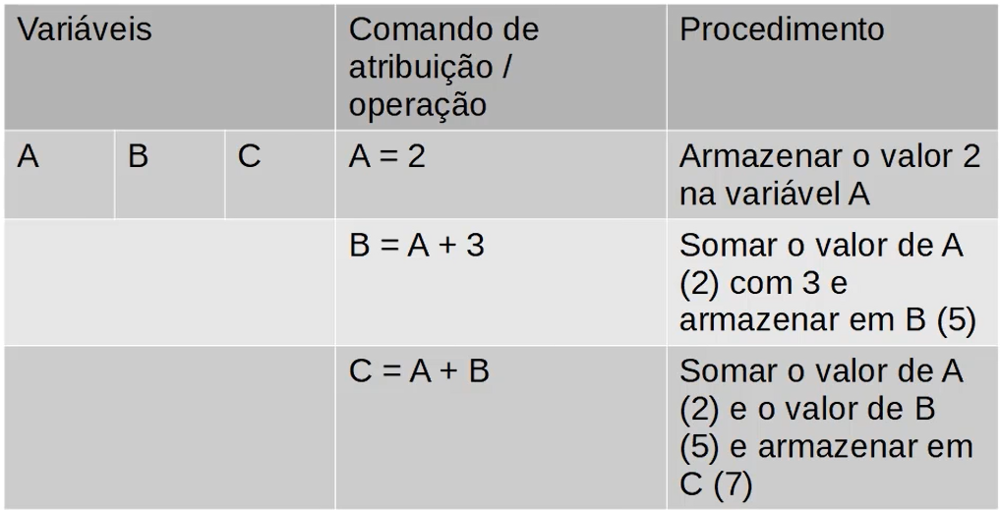 Variáveis
Comando de
atribuição /
operação
Procedimento
A
B
C
A = 2
Armazenar o valor 2
na variável A
B = A + 3
Somar o valor de A
(2) com 3 e
armazenar em B (5)
C = A + B
Somar o valor de A
(2) e o valor de B
(5) e armazenar em
C (7)